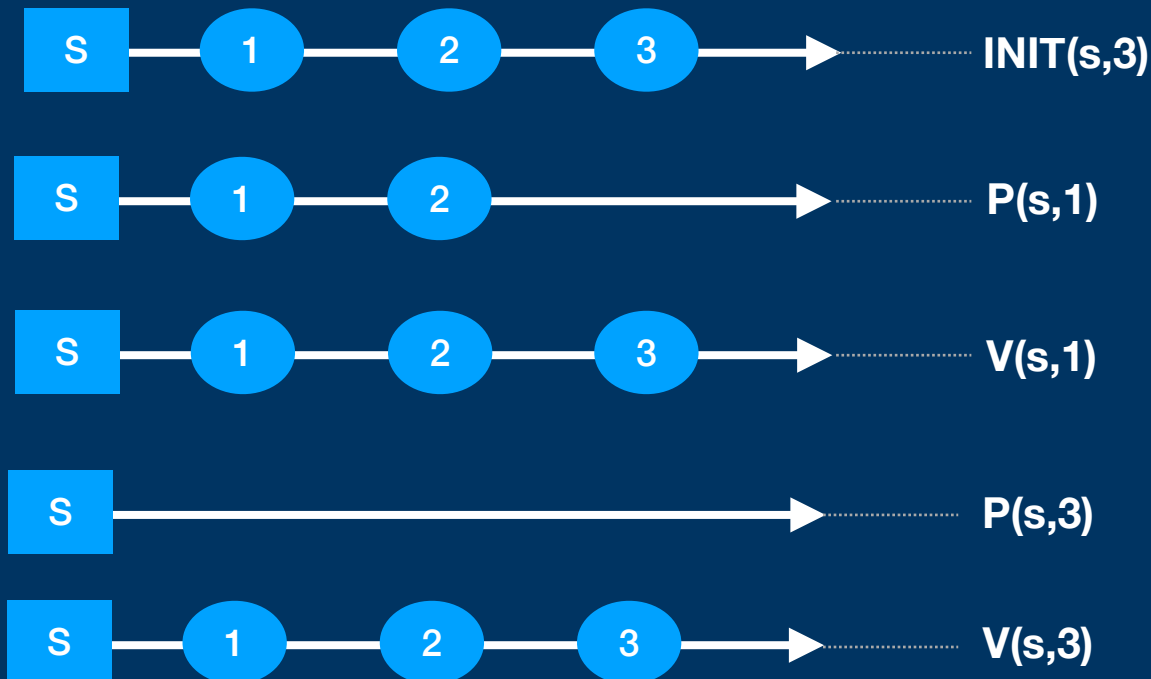 S 1 2 3 INIT(s,3)
S 1 2 P(s,1)
S 1 2 3 V(s,1)
S P(s,3)
S 1 2 3 V(s,3)